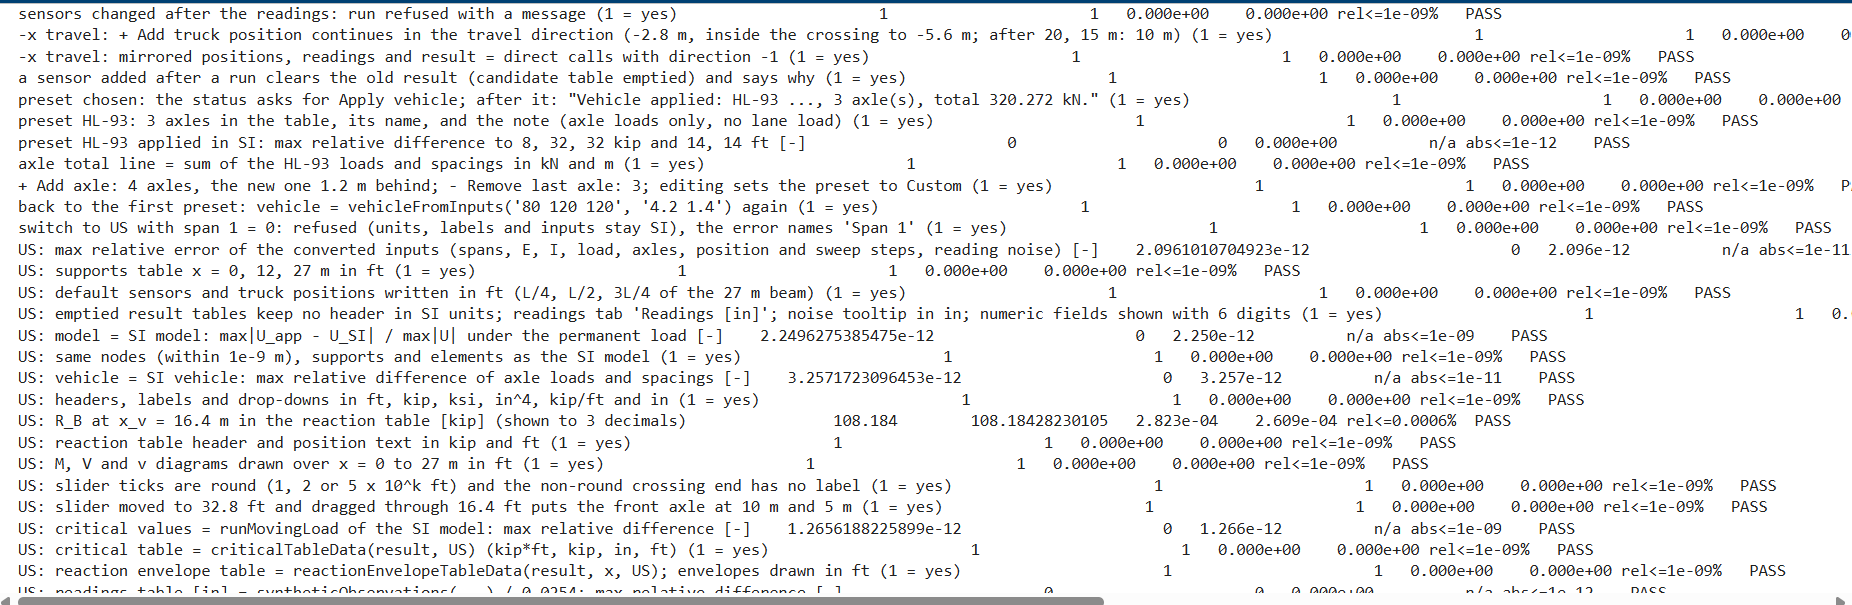 sensors changed after the readings: run refused with a message (1 = yes) 1 1 0.000e+00 0.000e+00 rel<=1e-09% PASS
-x travel: + Add truck position continues in the travel direction (-2.8 m, inside the crossing to -5.6 m; after 20, 15 m: 10 m) (1 = yes) 1 1 0.000e+00 0
-x travel: mirrored positions, readings and result = direct calls with direction -1 (1 = yes) 1 1 0.000e+00 0.000e+00 rel<=1e-09% PASS
a sensor added after a run clears the old result (candidate table emptied) and says why (1 = yes) 1 1 0.000e+00 0.000e+00 rel<=1e-09% PASS
preset chosen: the status asks for Apply vehicle; after it: "Vehicle applied: HL-93 ..., 3 axle(s), total 320.272 kN." (1 = yes) 1 1 0.000e+00 0.000e+00
preset HL-93: 3 axles in the table, its name, and the note (axle loads only, no lane load) (1 = yes) 1 1 0.000e+00 0.000e+00 rel<=1e-09% PASS
preset HL-93 applied in SI: max relative difference to 8, 32, 32 kip and 14, 14 ft [-] 0 0 0.000e+00 n/a abs<=1e-12 PASS
axle total line = sum of the HL-93 loads and spacings in kN and m (1 = yes) 1 1 0.000e+00 0.000e+00 rel<=1e-09% PASS
+ Add axle: 4 axles, the new one 1.2 m behind; - Remove last axle: 3; editing sets the preset to Custom (1 = yes) 1 1 0.000e+00 0.000e+00 rel<=1e-09% P
back to the first preset: vehicle = vehicleFromInputs('80 120 120', '4.2 1.4') again (1 = yes) 1 1 0.000e+00 0.000e+00 rel<=1e-09% PASS
switch to US with span 1 = 0: refused (units, labels and inputs stay SI), the error names 'Span 1' (1 = yes) 1 1 0.000e+00 0.000e+00 rel<=1e-09% PASS
US: max relative error of the converted inputs (spans, E, I, load, axles, position and sweep steps, reading noise) [-] 2.0961010704923e-12 0 2.096e-12 n/a abs<=1e-11
US: supports table x = 0, 12, 27 m in ft (1 = yes) 1 1 0.000e+00 0.000e+00 rel<=1e-09% PASS
US: default sensors and truck positions written in ft (L/4, L/2, 3L/4 of the 27 m beam) (1 = yes) 1 1 0.000e+00 0.000e+00 rel<=1e-09% PASS
US: emptied result tables keep no header in SI units; readings tab 'Readings [in]'; noise tooltip in in; numeric fields shown with 6 digits (1 = yes) 1 1 0.
US: model = SI model: max|U_app - U_SI| / max|U| under the permanent load [-] 2.2496275385475e-12 0 2.250e-12 n/a abs<=1e-09 PASS
US: same nodes (within 1e-9 m), supports and elements as the SI model (1 = yes) 1 1 0.000e+00 0.000e+00 rel<=1e-09% PASS
US: vehicle = SI vehicle: max relative difference of axle loads and spacings [-] 3.2571723096453e-12 0 3.257e-12 n/a abs<=1e-11 PASS
US: headers, labels and drop-downs in ft, kip, ksi, in^4, kip/ft and in (1 = yes) 1 1 0.000e+00 0.000e+00 rel<=1e-09% PASS
US: R_B at x_v = 16.4 m in the reaction table [kip] (shown to 3 decimals) 108.184 108.18428230105 2.823e-04 2.609e-04 rel<=0.0006% PASS
US: reaction table header and position text in kip and ft (1 = yes) 1 1 0.000e+00 0.000e+00 rel<=1e-09% PASS
US: M, V and v diagrams drawn over x = 0 to 27 m in ft (1 = yes) 1 1 0.000e+00 0.000e+00 rel<=1e-09% PASS
US: slider ticks are round (1, 2 or 5 x 10^k ft) and the non-round crossing end has no label (1 = yes) 1 1 0.000e+00 0.000e+00 rel<=1e-09% PASS
US: slider moved to 32.8 ft and dragged through 16.4 ft puts the front axle at 10 m and 5 m (1 = yes) 1 1 0.000e+00 0.000e+00 rel<=1e-09% PASS
US: critical values = runMovingLoad of the SI model: max relative difference [-] 1.2656188225899e-12 0 1.266e-12 n/a abs<=1e-09 PASS
US: critical table = criticalTableData(result, US) (kip*ft, kip, in, ft) (1 = yes) 1 1 0.000e+00 0.000e+00 rel<=1e-09% PASS
US: reaction envelope table = reactionEnvelopeTableData(result, x, US); envelopes drawn in ft (1 = yes) 1 1 0.000e+00 0.000e+00 rel<=1e-09% PASS
US: readings table [in] = syntheticObservations(...) / 0.0254: max relative difference [-] 0 0 0.000e+00 n/a abs<=1e-12 PASS